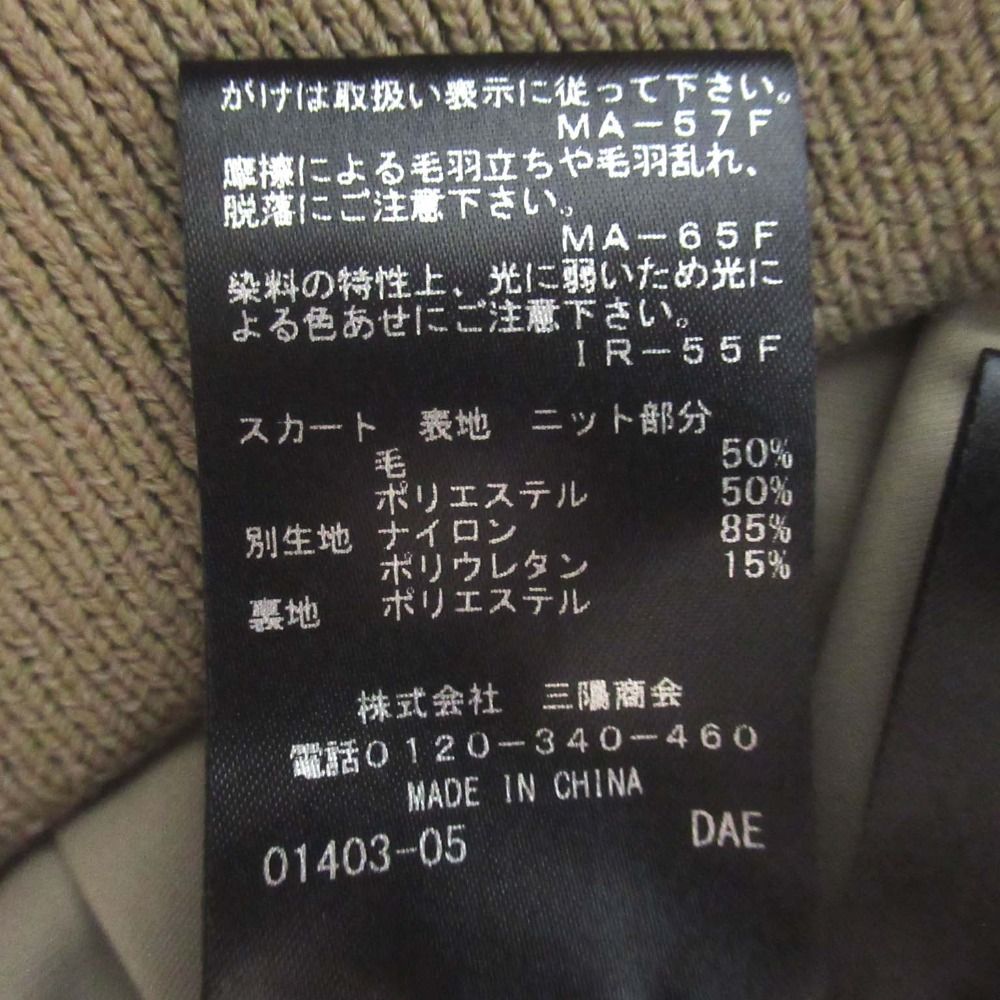 がけは取扱い表示に従って下さい。
MA-57F
摩擦による毛羽立ちや毛羽乱れ、
脱落にご注意下さい。
MA-65F
染料の特性上、光に弱いため光に
よる色あせにご注意下さい。
IR-55F
スカート 表地 ニット部分
毛 50%
ポリエステル 50%
別生地 ナイロン 85%
ポリウレタン 15%
裏地 ポリエステル
株式会社 三陽商会
電話0120-340-460
MADE IN CHINA
01403-05 DAE